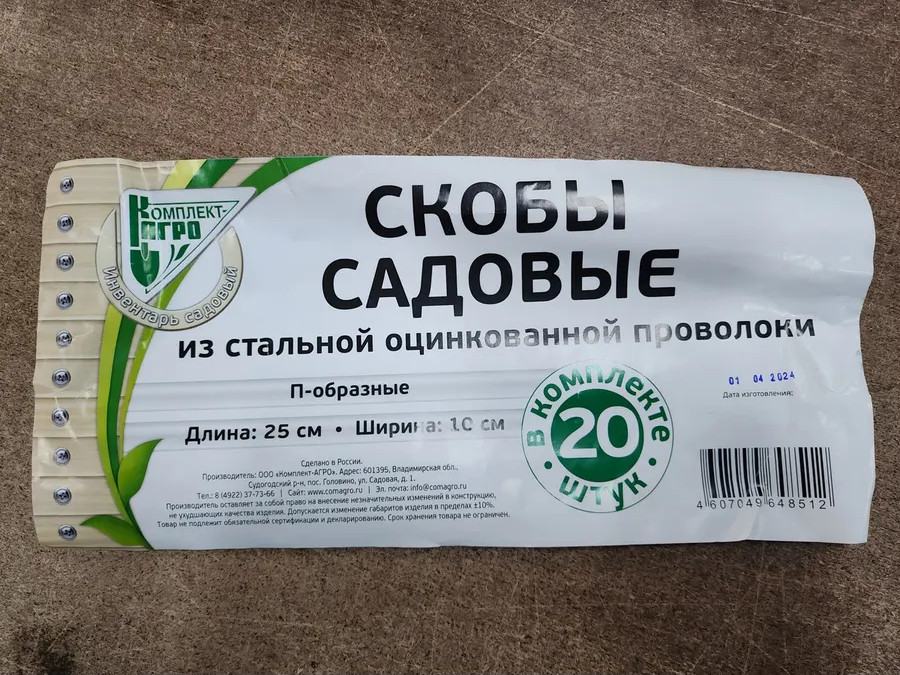 КОМПЛЕКТ-
АГРО
Инвентарь садовый
СКОБЫ
САДОВЫЕ
из стальной оцинкованной проволоки
П-образные
Длина: 25 см • Ширина: 10 см
В КОМПЛЕКТЕ
20
ШТУК
01 04 2024
Дата изготовления:
Сделано в России.
Производитель: ООО «Комплект-АГРО». Адрес: 601395, Владимирская обл.,
Судогодский р-н, пос. Головино, ул. Садовая, д. 1.
Тел.: 8 (4922) 37-73-66 | Сайт: www.comagro.ru | Эл. почта: info@comagro.ru
Производитель оставляет за собой право на внесение незначительных изменений в конструкцию,
не ухудшающих качества изделия. Допускается изменение габаритов изделия в пределах ±10%.
Товар не подлежит обязательной сертификации и декларированию. Срок хранения товара не ограничен.
4 607049 648512